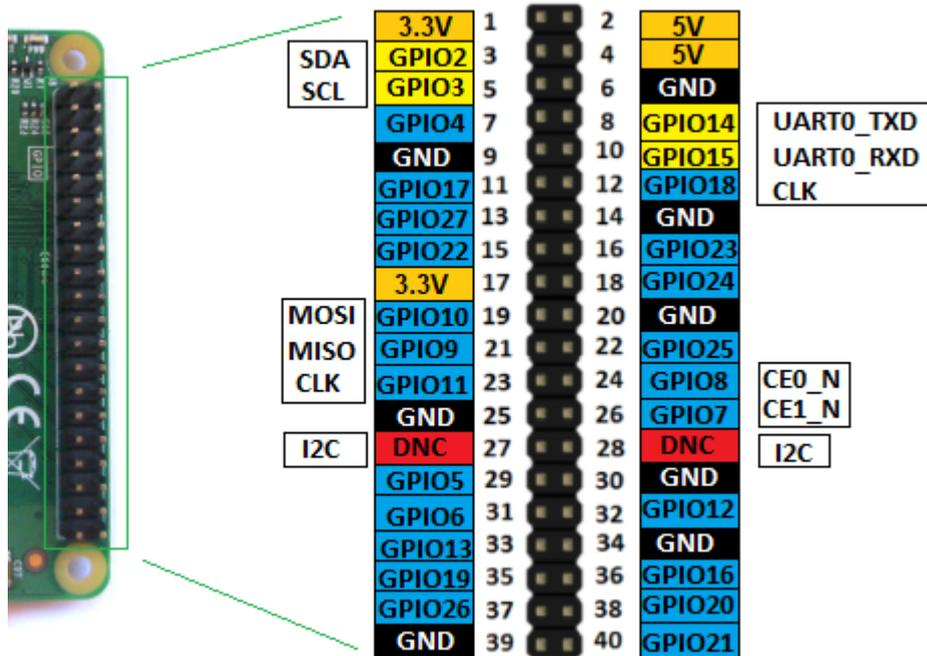 3.3V 1 2 5V
SDA GPIO2 3 4 5V
SCL GPIO3 5 6 GND
GPIO4 7 8 GPIO14 UART0_TXD
GND 9 10 GPIO15 UART0_RXD
GPIO17 11 12 GPIO18 CLK
GPIO27 13 14 GND
GPIO22 15 16 GPIO23
3.3V 17 18 GPIO24
MOSI GPIO10 19 20 GND
MISO GPIO9 21 22 GPIO25
CLK GPIO11 23 24 GPIO8 CE0_N
GND 25 26 GPIO7 CE1_N
I2C DNC 27 28 DNC I2C
GPIO5 29 30 GND
GPIO6 31 32 GPIO12
GPIO13 33 34 GND
GPIO19 35 36 GPIO16
GPIO26 37 38 GPIO20
GND 39 40 GPIO21
GPIO
CE